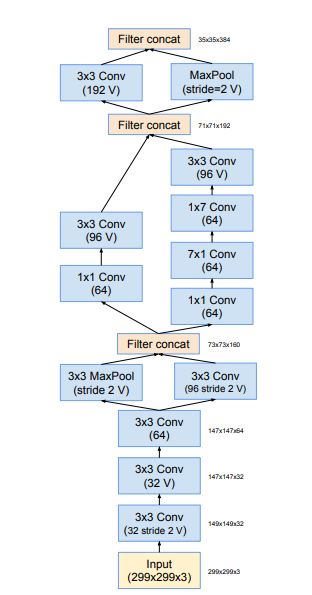 Filter concat
35x35x384
3x3 Conv
(192 V)
MaxPool
(stride=2 V)
Filter concat
71x71x192
3x3 Conv
(96 V)
1x7 Conv
(64)
3x3 Conv
(96 V)
7x1 Conv
(64)
1x1 Conv
(64)
1x1 Conv
(64)
Filter concat
73x73x160
3x3 MaxPool
(stride 2 V)
3x3 Conv
(96 stride 2 V)
3x3 Conv
(64)
147x147x64
3x3 Conv
(32 V)
147x147x32
3x3 Conv
(32 stride 2 V)
149x149x32
Input
(299x299x3)
299x299x3